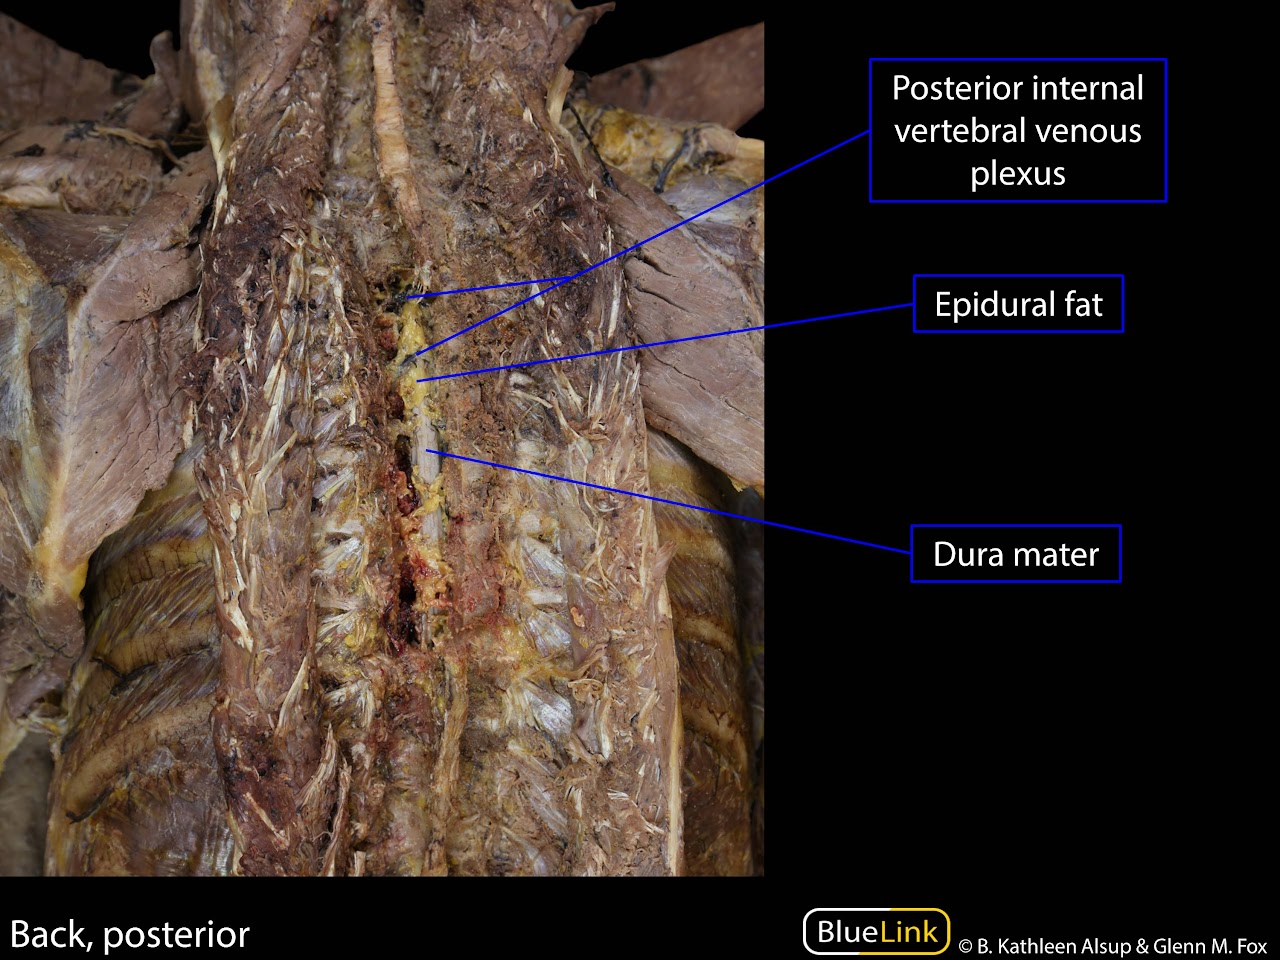 Posterior internal
vertebral venous
plexus
Epidural fat
Dura mater
Back, posterior
BlueLink
© B. Kathleen Alsup & Glenn M. Fox